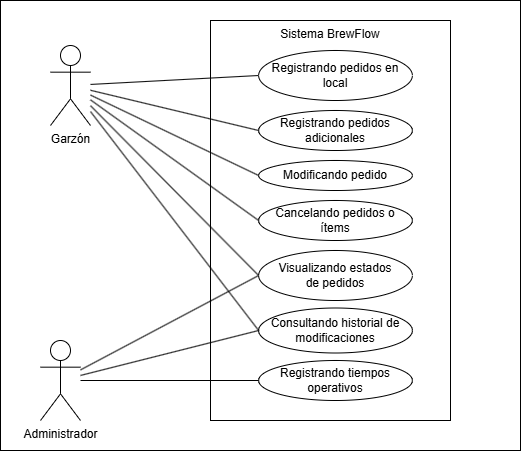 Sistema BrewFlow
Registrando pedidos en
local
Garzón
Registrando pedidos
adicionales
Modificando pedido
Cancelando pedidos o
ítems
Visualizando estados
de pedidos
Consultando historial de
modificaciones
Registrando tiempos
operativos
Administrador